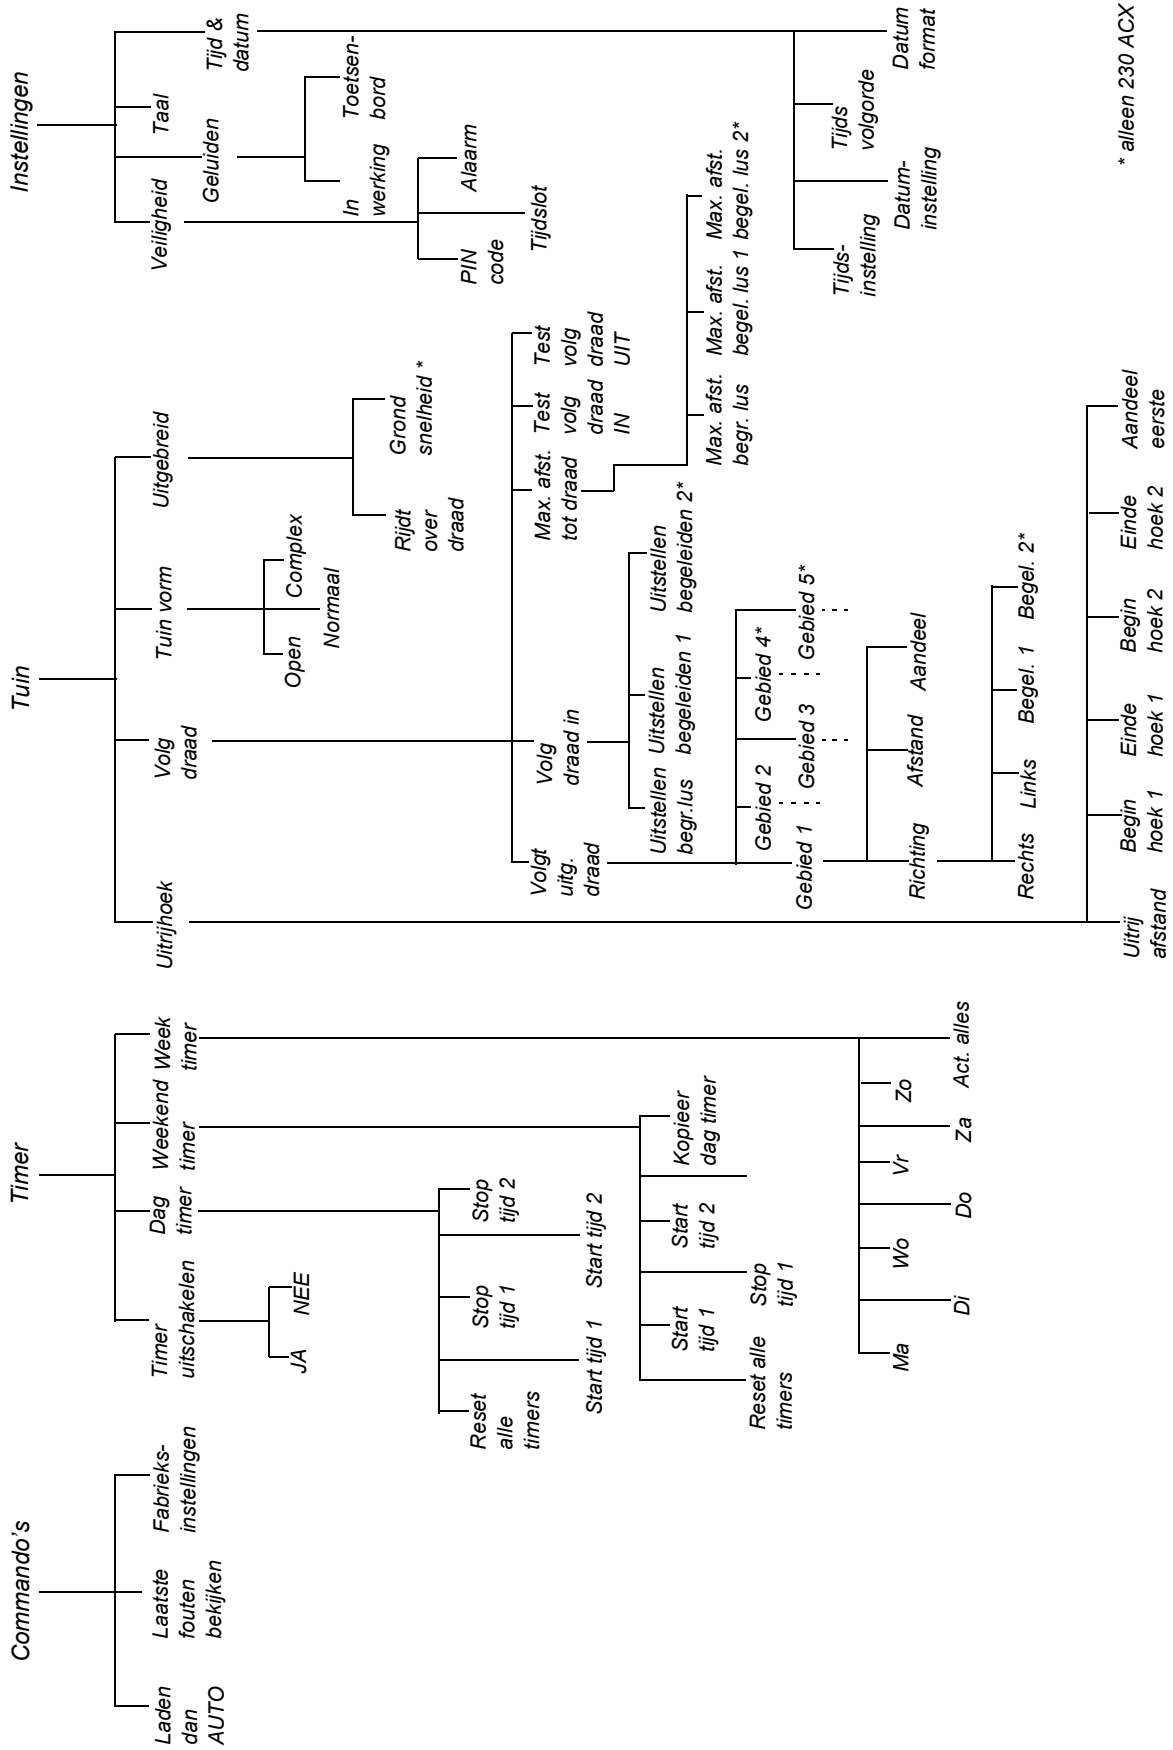 Commando's
Laden
dan
AUTO
Laatste
fouten
bekijken
Fabrieks-
instellingen
Timer
Timer
uitschakelen
JA
NEE
Dag
timer
Reset
alle
timers
Start tijd 1
Stop
tijd 1
Start tijd 2
Stop
tijd 2
Weekend
timer
Reset alle
timers
Start
tijd 1
Stop
tijd 1
Start
tijd 2
Kopieer
dag timer
Week
timer
Ma
Di
Wo
Do
Vr
Za
Zo
Act. alles
Tuin
Uitrijhoek
Uitrij
afstand
Begin
hoek 1
Einde
hoek 1
Begin
hoek 2
Einde
hoek 2
Aandeel
eerste
Volg
draad
Volgt
uitg.
draad
Gebied 1
Gebied 2
Gebied 3
Gebied 4*
Gebied 5*
Richting
Afstand
Aandeel
Rechts
Links
Begel. 1
Begel. 2*
Volg
draad in
Uitstellen
begr.lus
Uitstellen
begeleiden 1
Uitstellen
begeleiden 2*
Max. afst.
tot draad
Max. afst.
begr. lus
Max. afst.
begel. lus 1
Max. afst.
begel. lus 2*
Test
volg
draad
IN
Test
volg
draad
UIT
Tuin vorm
Open
Normaal
Complex
Uitgebreid
Rijdt
over
draad
Grond
snelheid *
Instellingen
Veiligheid
PIN
code
Tijdslot
Alaarm
Geluiden
In
werking
Toetsen-
bord
Taal
Tijd &
datum
Tijds-
instelling
Datum-
instelling
Tijds
volgorde
Datum
format
* alleen 230 ACX